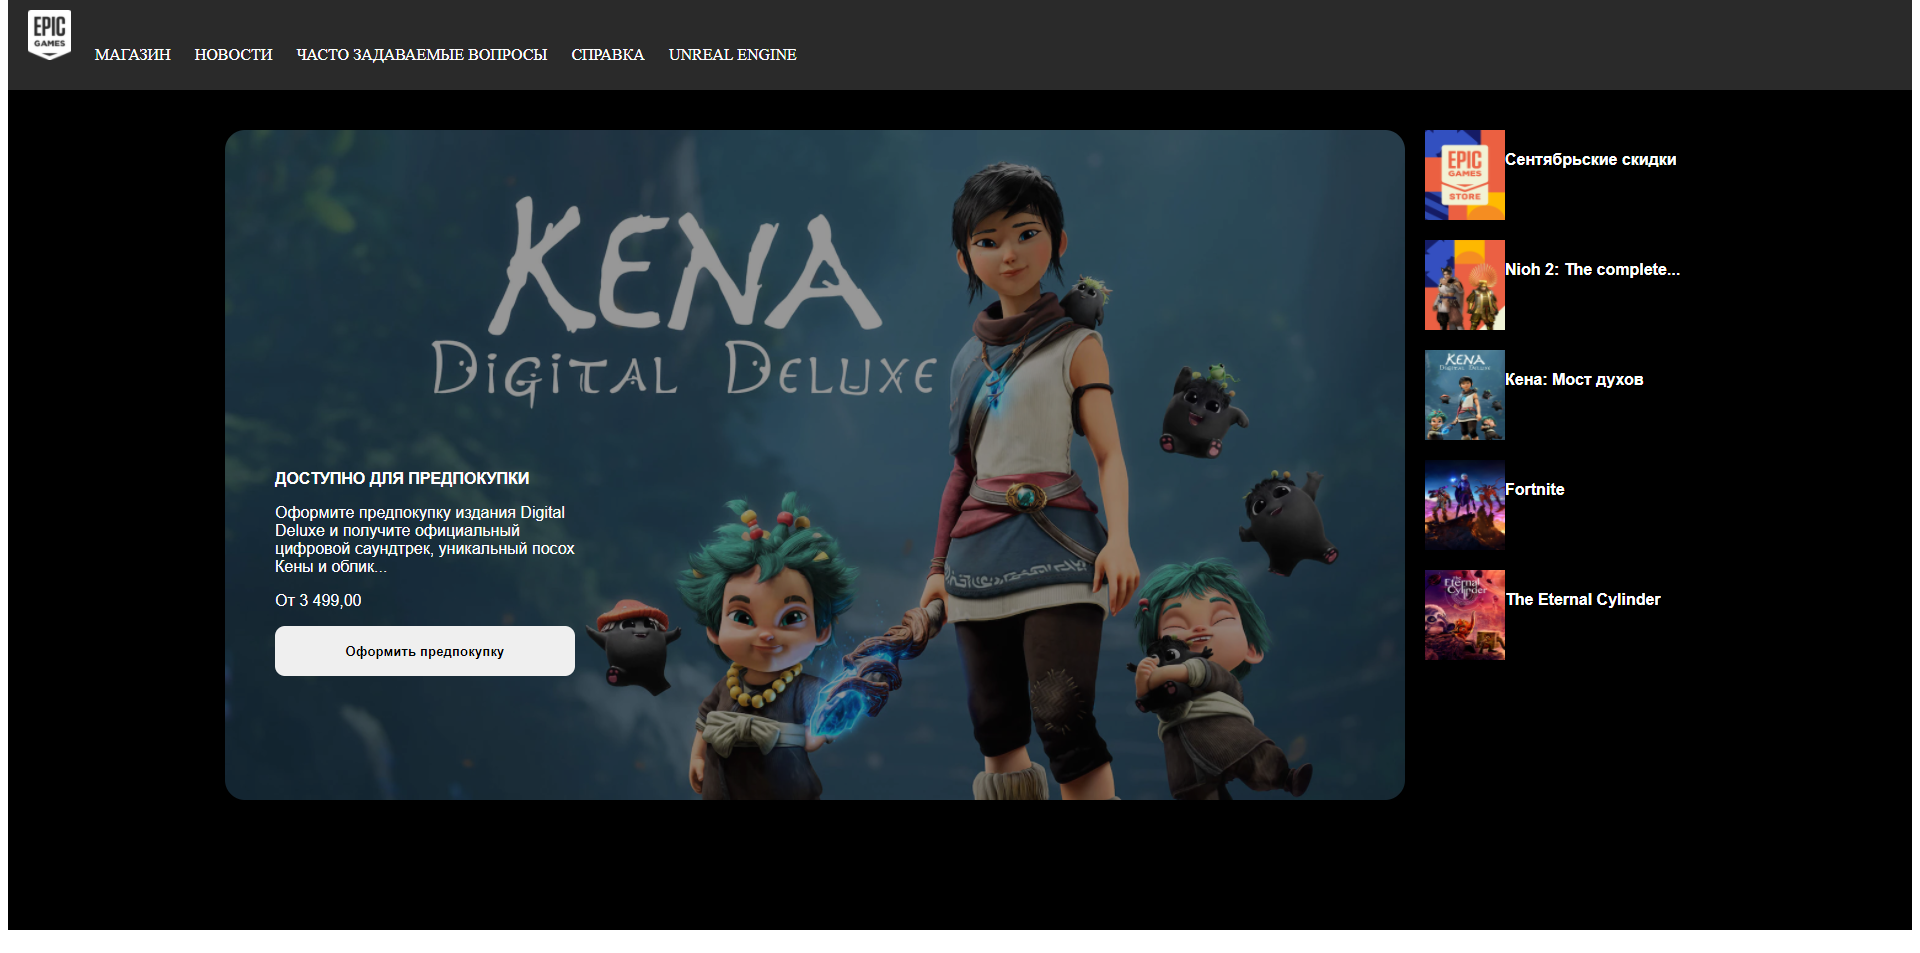 EPIC
GAMES
МАГАЗИН НОВОСТИ ЧАСТО ЗАДАВАЕМЫЕ ВОПРОСЫ СПРАВКА UNREAL ENGINE
KENA
DIGITAL DELUXE
ДОСТУПНО ДЛЯ ПРЕДПОКУПКИ
Оформите предпокупку издания Digital
Deluxe и получите официальный
цифровой саундтрек, уникальный посох
Кены и облик...
От 3 499,00
Оформить предпокупку
EPIC
GAMES
STORE
Сентябрьские скидки
Nioh 2: The complete...
KENA
DIGITAL DELUXE
Кена: Мост духов
Fortnite
The Eternal Cylinder
The Eternal Cylinder